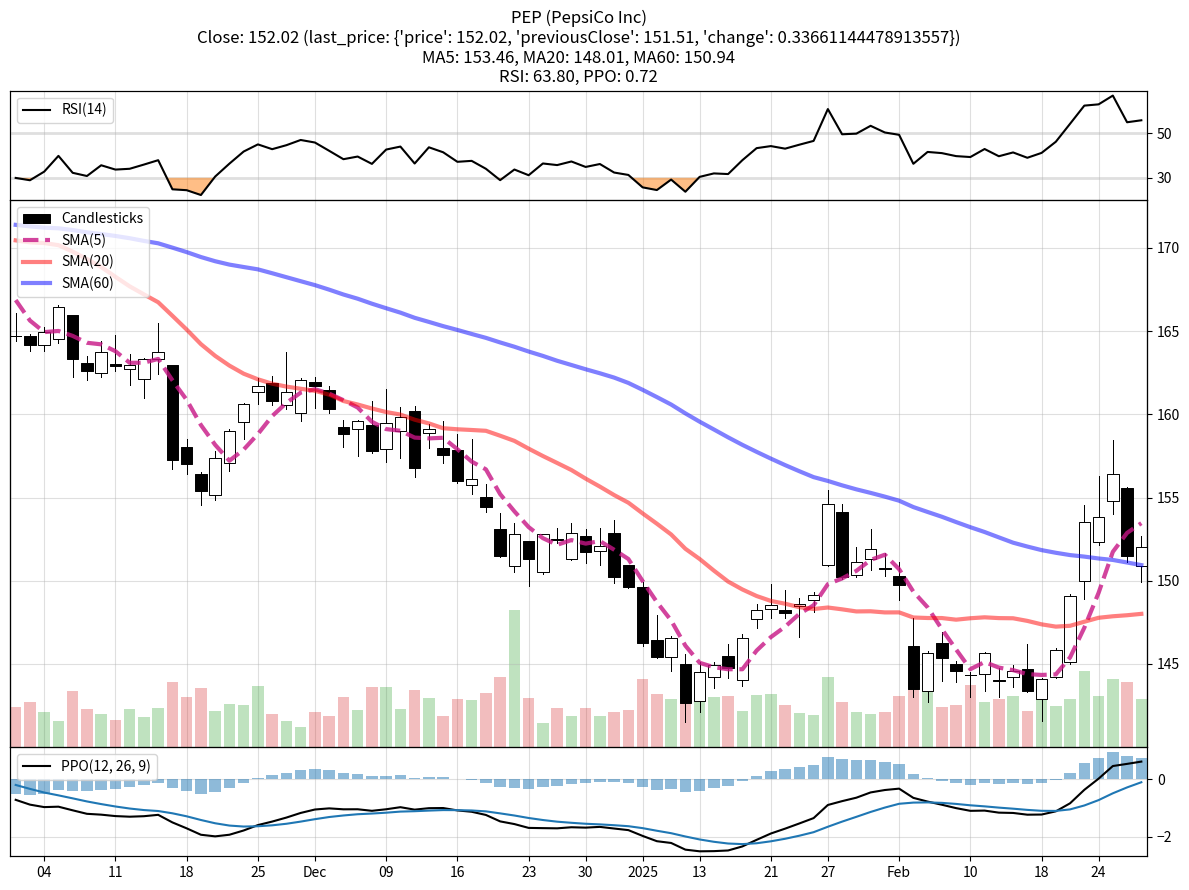 PEP (PepsiCo Inc)
Close: 152.02 (last_price: {'price': 152.02, 'previousClose': 151.51, 'change': 0.33661144478913557})
MA5: 153.46, MA20: 148.01, MA60: 150.94
RSI: 63.80, PPO: 0.72
RSI(14)
50
30
Candlesticks
SMA(5)
SMA(20)
SMA(60)
170
165
160
155
150
145
PPO(12, 26, 9)
0
−2
04 11 18 25 Dec 09 16 23 30 2025 13 21 27 Feb 10 18 24